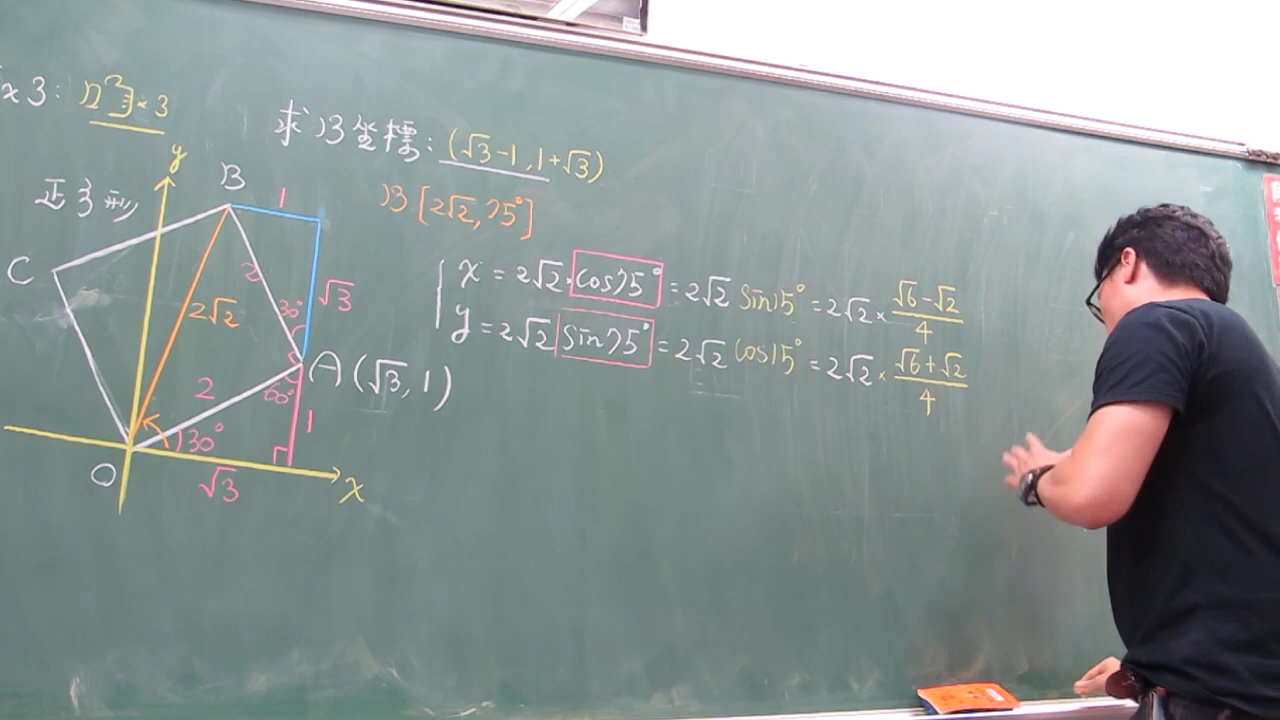 x3:
求B坐標:(√3-1,1+√3)
B[2√2,75°]
x=2√2·cos75°=2√2 sin15°=2√2×(√6-√2)/4
y=2√2 sin75°=2√2 cos15°=2√2×(√6+√2)/4
正方形
y
B
1
C
2
√3
2√2
30°
A(√3,1)
2
60°
1
30°
O
√3
x